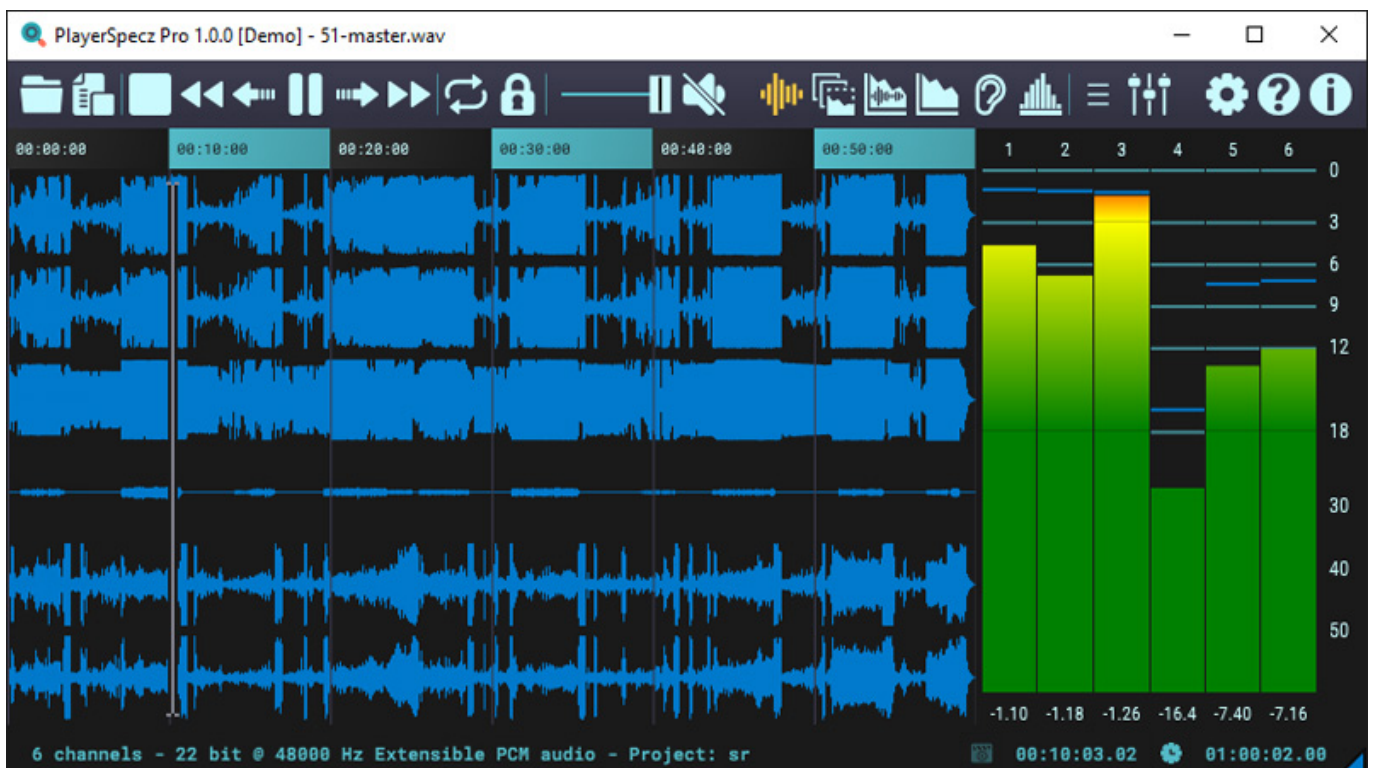 PlayerSpecz Pro 1.0.0 [Demo] - 51-master.wav
00:00:00 00:10:00 00:20:00 00:30:00 00:40:00 00:50:00
1 2 3 4 5 6
0
3
6
9
12
18
30
40
50
-1.10 -1.18 -1.26 -16.4 -7.40 -7.16
6 channels - 22 bit @ 48000 Hz Extensible PCM audio - Project: sr
00:10:03.02 01:00:02.00